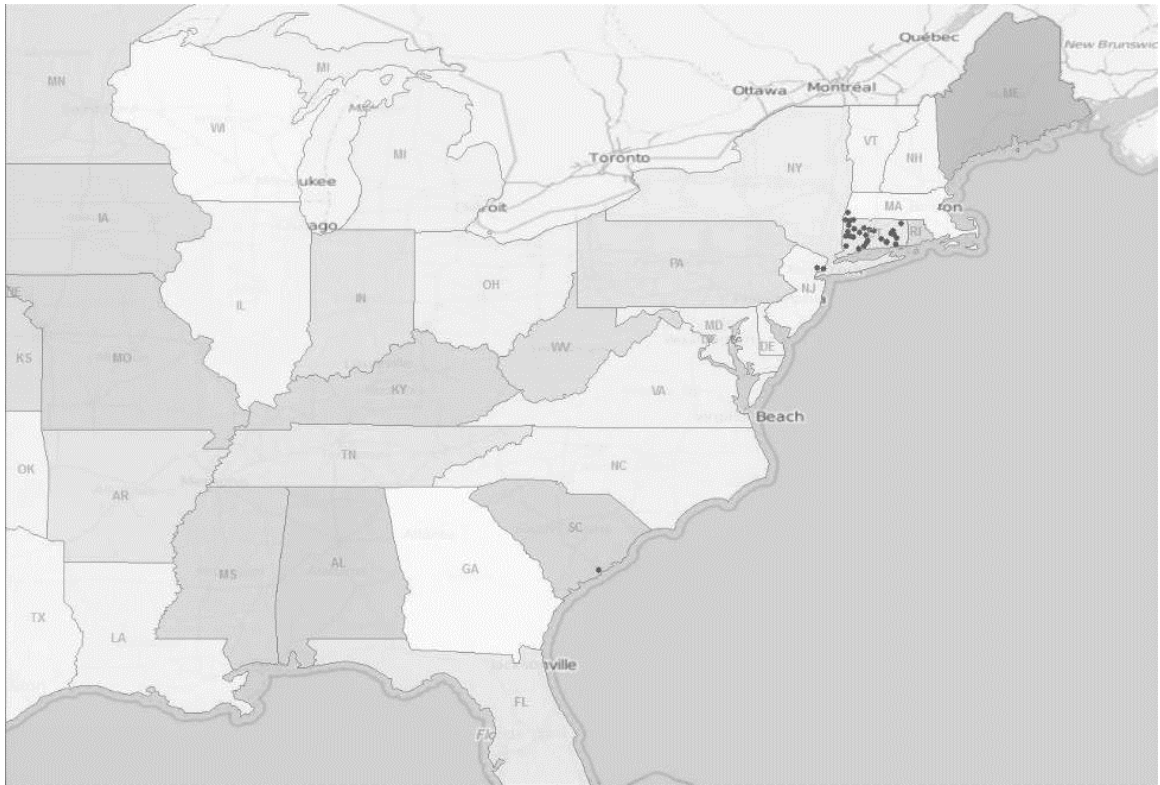 Québec
New Brunswic
MN
MI
ME
Ottawa
Montréal
VT
WI
MI
NH
Toronto
NY
ukee
MA
roit
ron
IA
ago
RI
PA
OH
NJ
IL
IN
MD
DE
WV
KS
MO
KY
VA
Beach
TN
OK
NC
AR
SC
AL
GA
MS
TX
LA
ville
FL